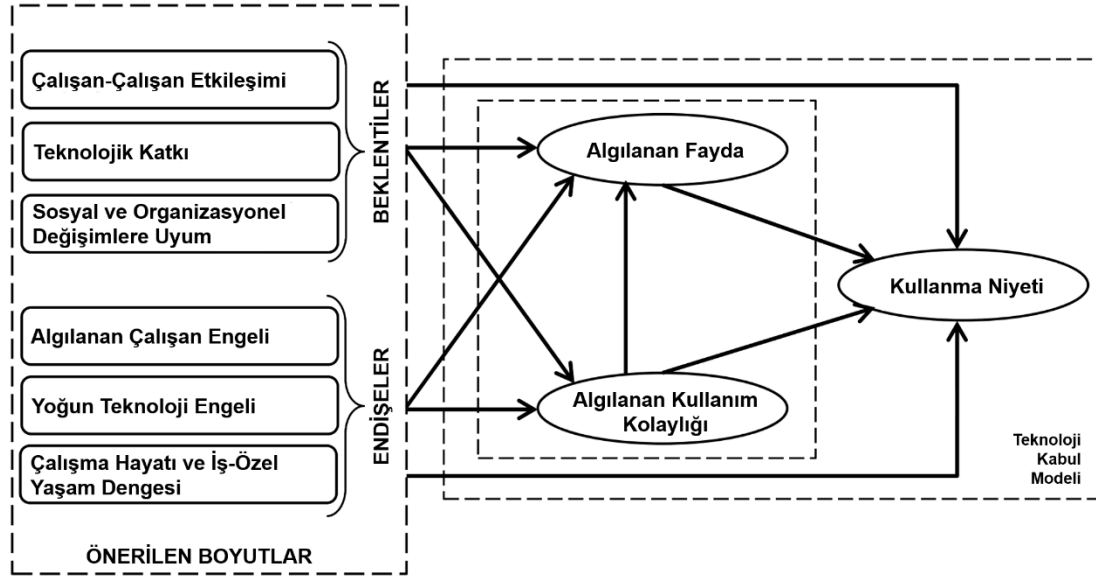 Çalışan-Çalışan Etkileşimi
Teknolojik Katkı
Sosyal ve Organizasyonel
Değişimlere Uyum
BEKLENTİLER
Algılanan Çalışan Engeli
Yoğun Teknoloji Engeli
Çalışma Hayatı ve İş-Özel
Yaşam Dengesi
ENDİŞELER
ÖNERİLEN BOYUTLAR
Algılanan Fayda
Algılanan Kullanım
Kolaylığı
Kullanma Niyeti
Teknoloji
Kabul
Modeli